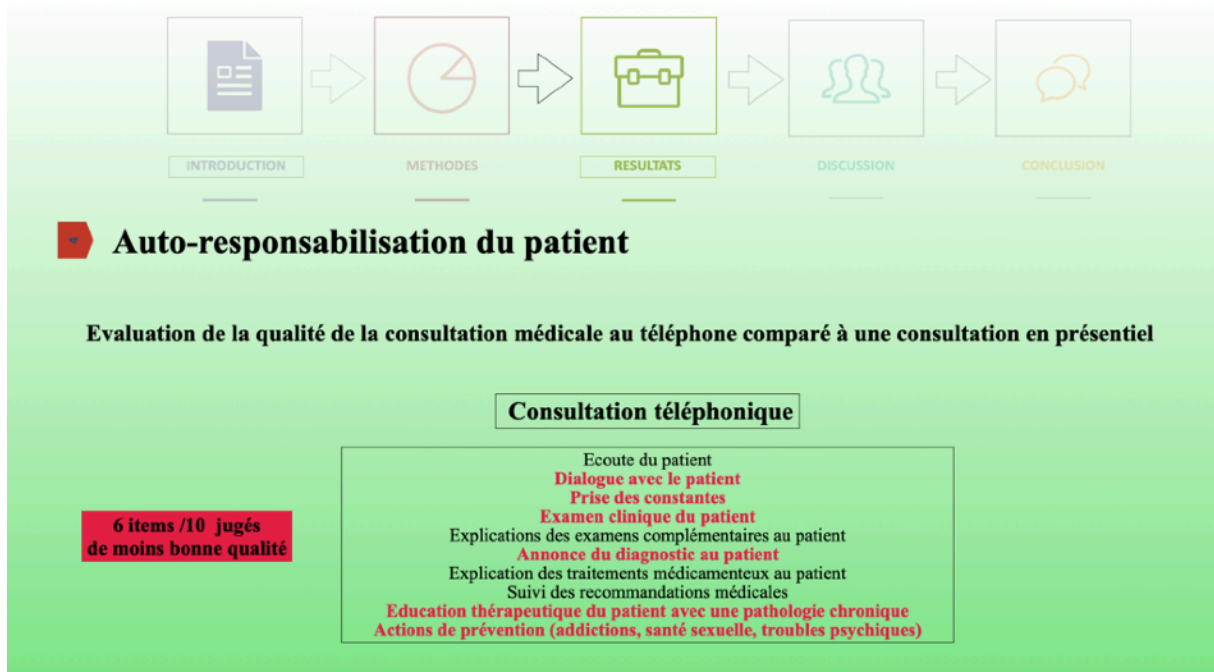 INTRODUCTION
METHODES
RESULTATS
DISCUSSION
CONCLUSION
Auto-responsabilisation du patient
Evaluation de la qualité de la consultation médicale au téléphone comparé à une consultation en présentiel
Consultation téléphonique
6 items /10 jugés
de moins bonne qualité
Ecoute du patient
Dialogue avec le patient
Prise des constantes
Examen clinique du patient
Explications des examens complémentaires au patient
Annonce du diagnostic au patient
Explication des traitements médicamenteux au patient
Suivi des recommandations médicales
Education thérapeutique du patient avec une pathologie chronique
Actions de prévention (addictions, santé sexuelle, troubles psychiques)